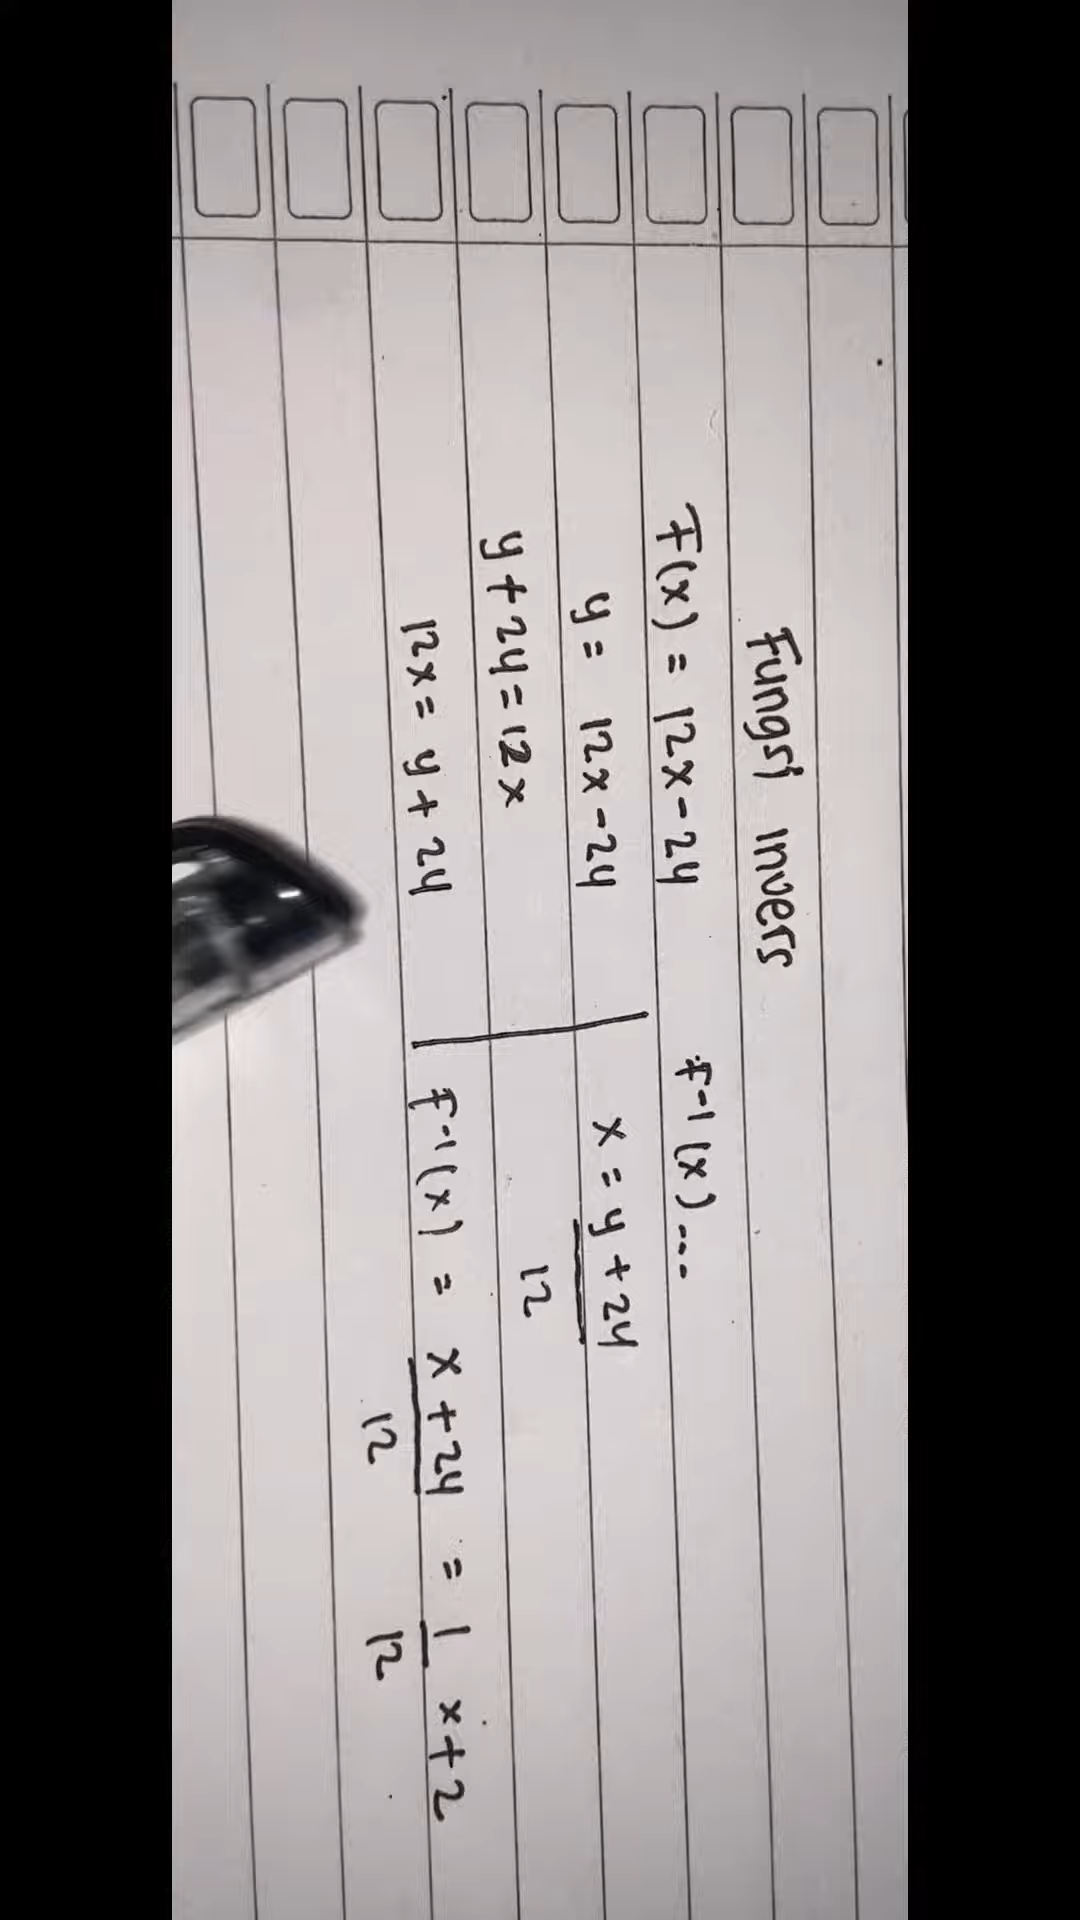 Fungsi Invers
F(x) = 12x-24 F-1 (x) ...
y = 12x-24
y + 24 = 12x
12x = y + 24
x = y + 24
12
F-1(x) = x + 24 = 1 x + 2
12 12